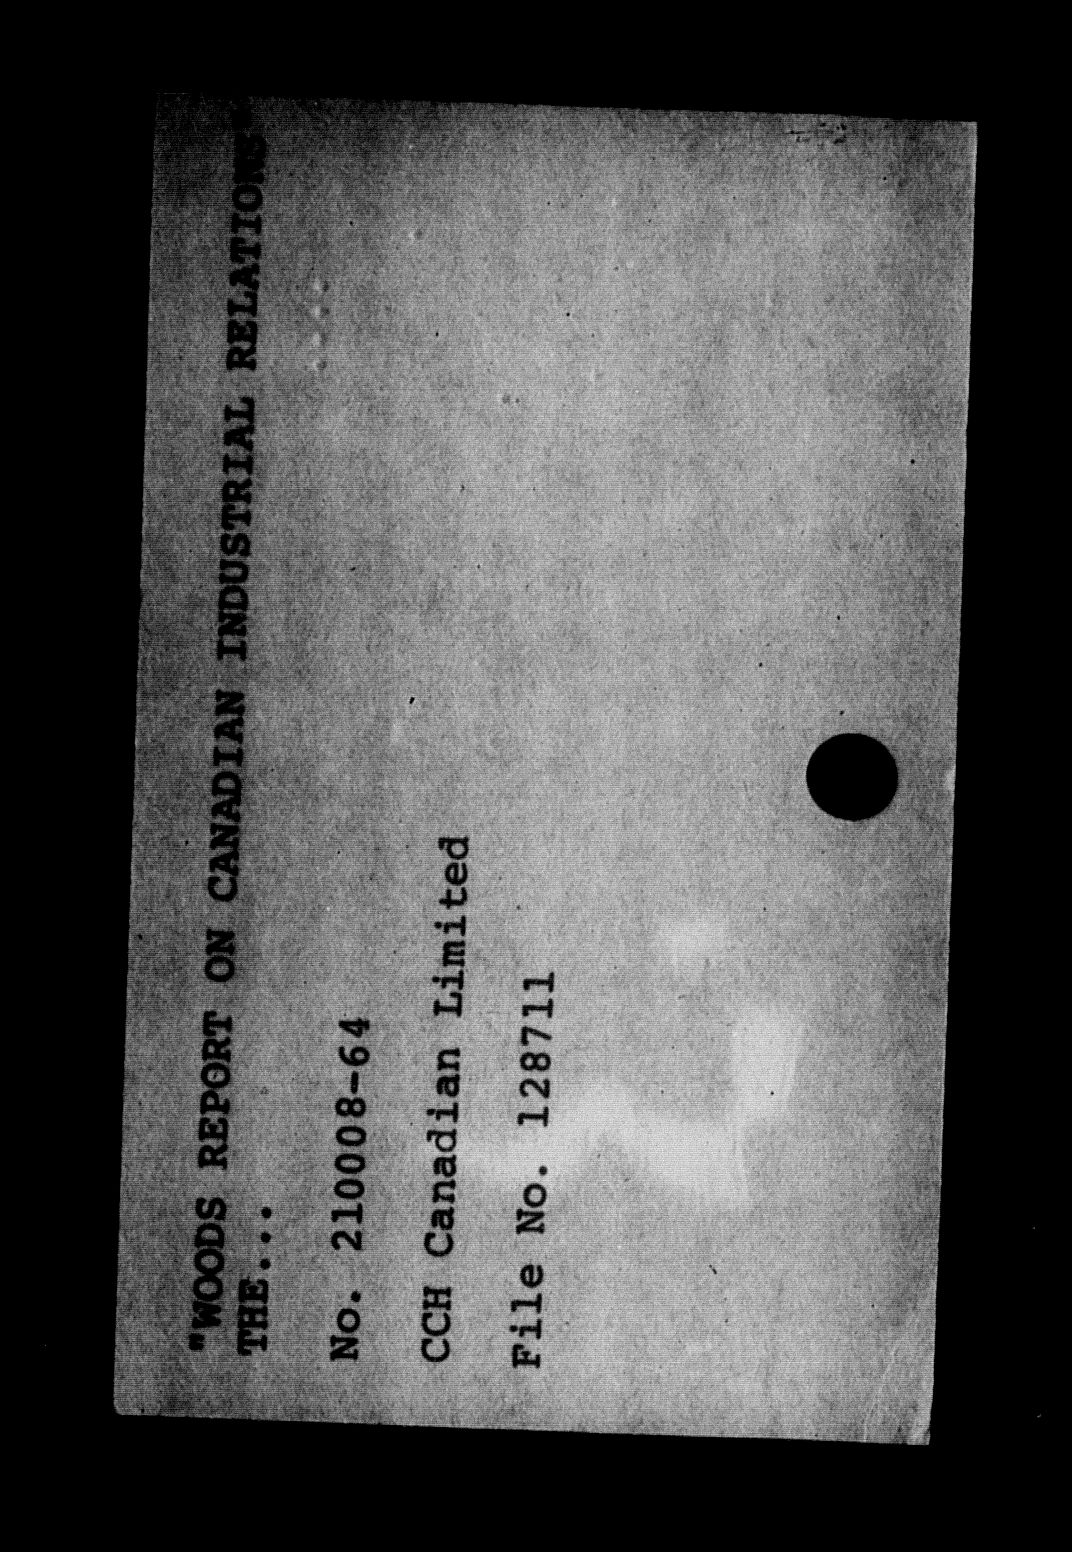 "WOODS REPORT ON CANADIAN INDUSTRIAL RELATIONS"
THE...
No. 210008-64
CCH Canadian Limited
File No. 128711